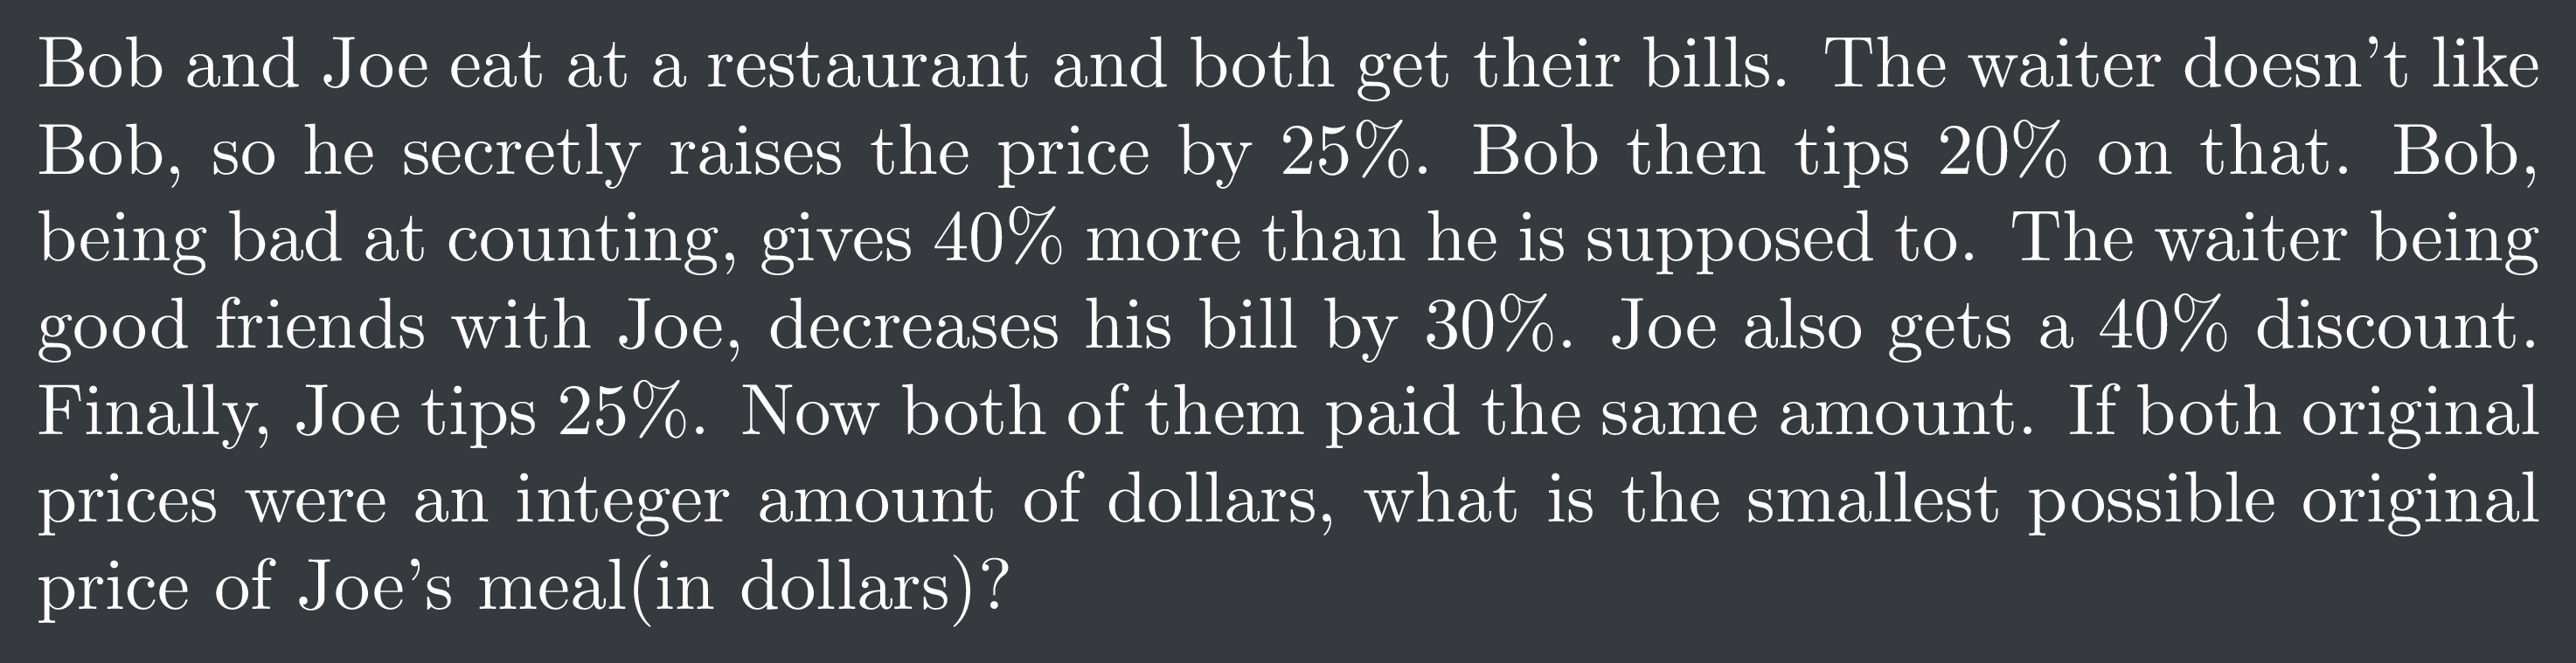 Bob and Joe eat at a restaurant and both get their bills. The waiter doesn't like
Bob, so he secretly raises the price by 25%. Bob then tips 20% on that. Bob,
being bad at counting, gives 40% more than he is supposed to. The waiter being
good friends with Joe, decreases his bill by 30%. Joe also gets a 40% discount.
Finally, Joe tips 25%. Now both of them paid the same amount. If both original
prices were an integer amount of dollars, what is the smallest possible original
price of Joe's meal(in dollars)?